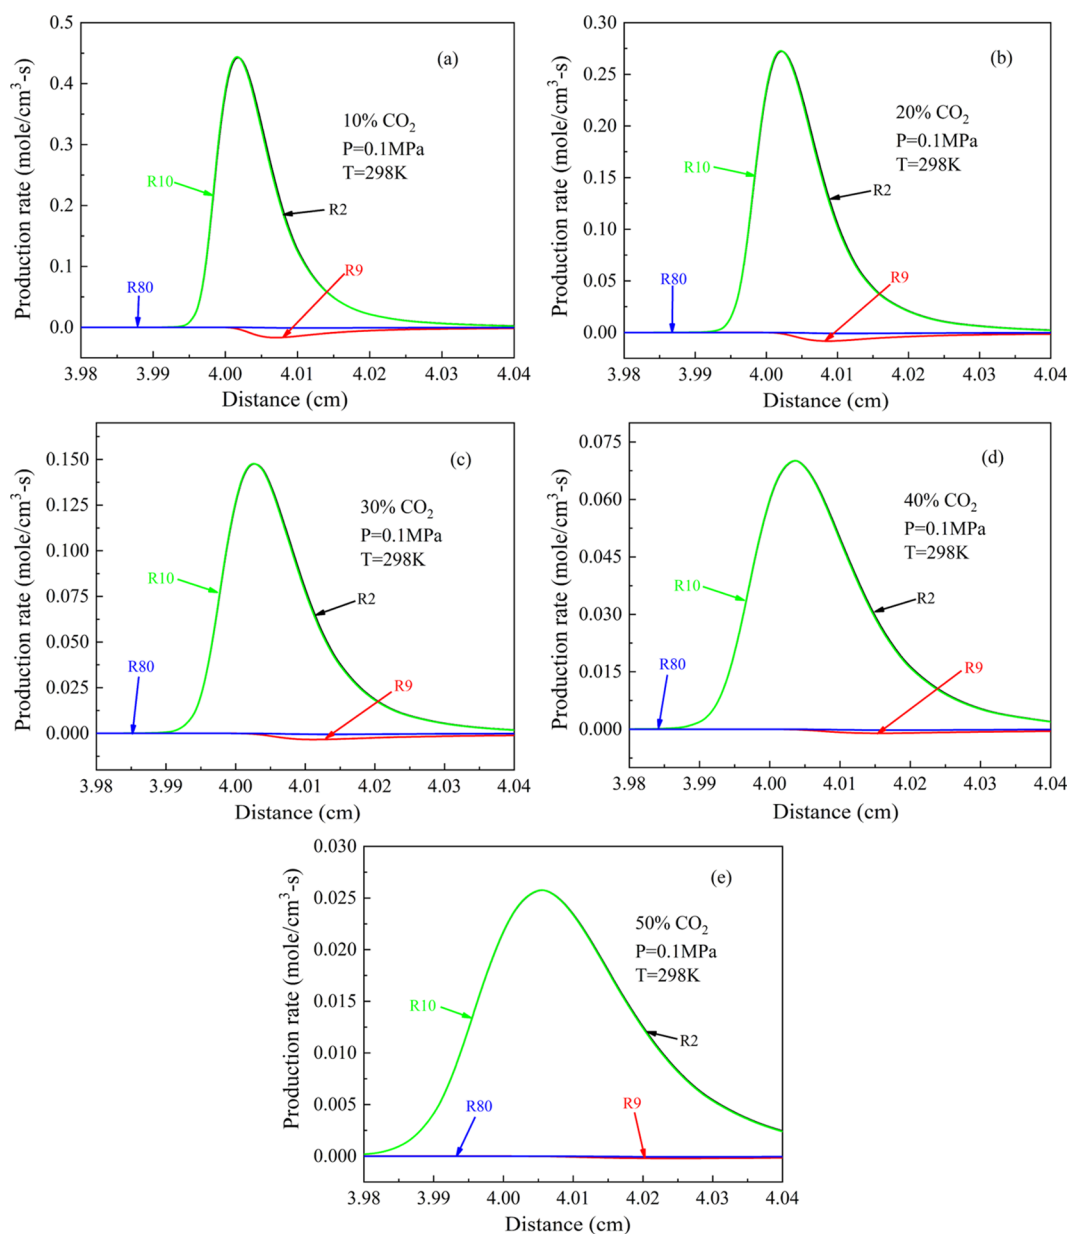 (a)
10% CO2
P=0.1MPa
T=298K
R10
R2
R9
R80
Production rate (mole/cm3-s)
0.5
0.4
0.3
0.2
0.1
0.0
3.98 3.99 4.00 4.01 4.02 4.03 4.04
Distance (cm)
(b)
20% CO2
P=0.1MPa
T=298K
R10
R2
R9
R80
Production rate (mole/cm3-s)
0.30
0.25
0.20
0.15
0.10
0.05
0.00
3.98 3.99 4.00 4.01 4.02 4.03 4.04
Distance (cm)
(c)
30% CO2
P=0.1MPa
T=298K
R10
R2
R80
R9
Production rate (mole/cm3-s)
0.150
0.125
0.100
0.075
0.050
0.025
0.000
3.98 3.99 4.00 4.01 4.02 4.03 4.04
Distance (cm)
(d)
40% CO2
P=0.1MPa
T=298K
R10
R2
R80
R9
Production rate (mole/cm3-s)
0.075
0.060
0.045
0.030
0.015
0.000
3.98 3.99 4.00 4.01 4.02 4.03 4.04
Distance (cm)
(e)
50% CO2
P=0.1MPa
T=298K
R10
R2
R80
R9
Production rate (mole/cm3-s)
0.030
0.025
0.020
0.015
0.010
0.005
0.000
3.98 3.99 4.00 4.01 4.02 4.03 4.04
Distance (cm)